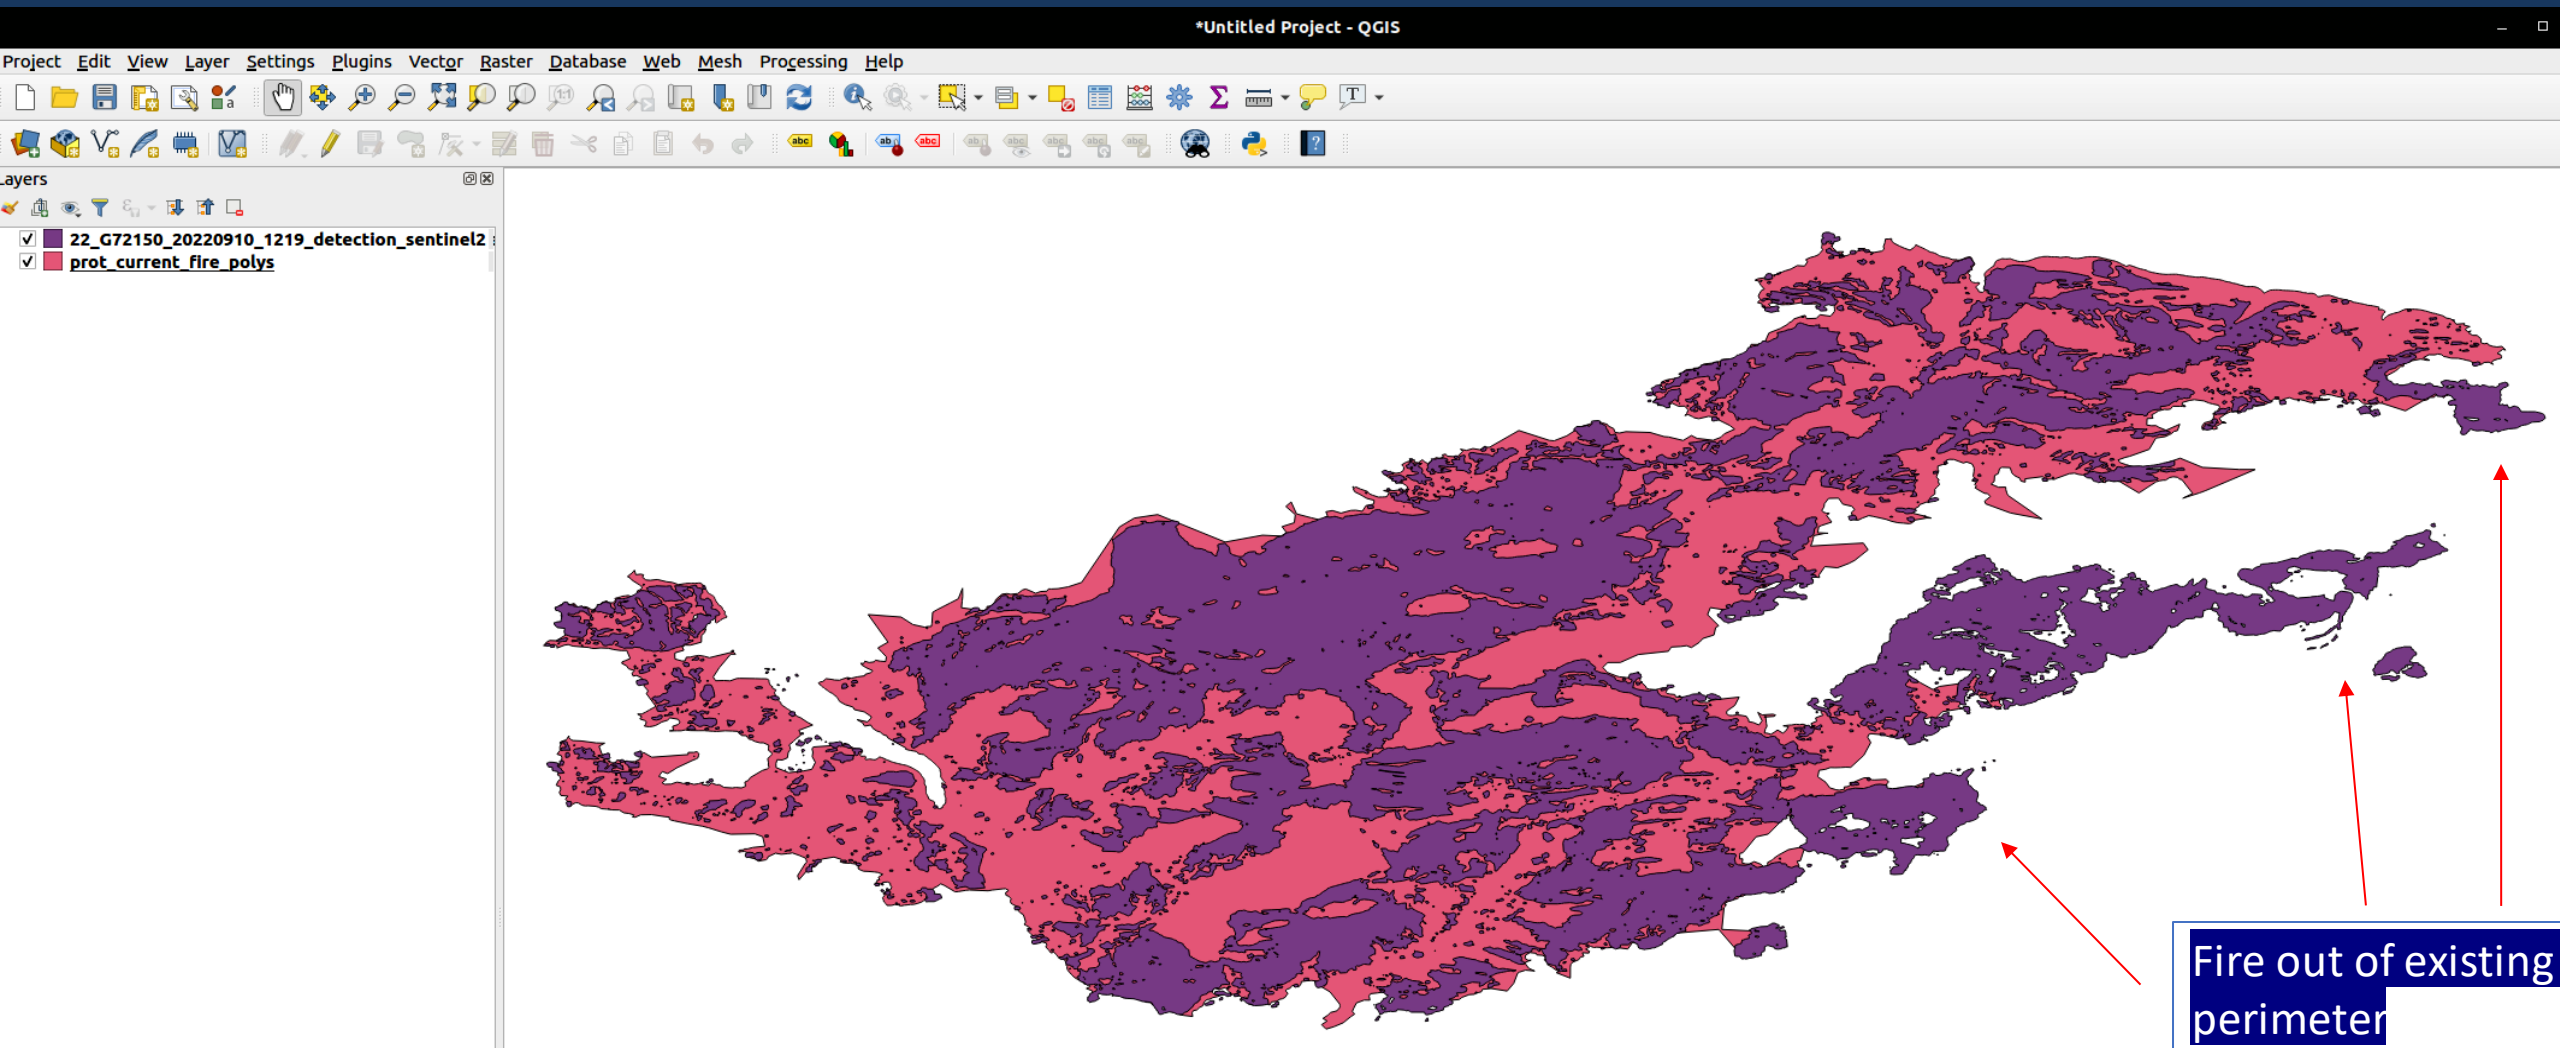 *Untitled Project - QGIS
Project Edit View Layer Settings Plugins Vector Raster Database Web Mesh Processing Help
Layers
22_G72150_20220910_1219_detection_sentinel2
prot_current_fire_polys
Fire out of existing
perimeter